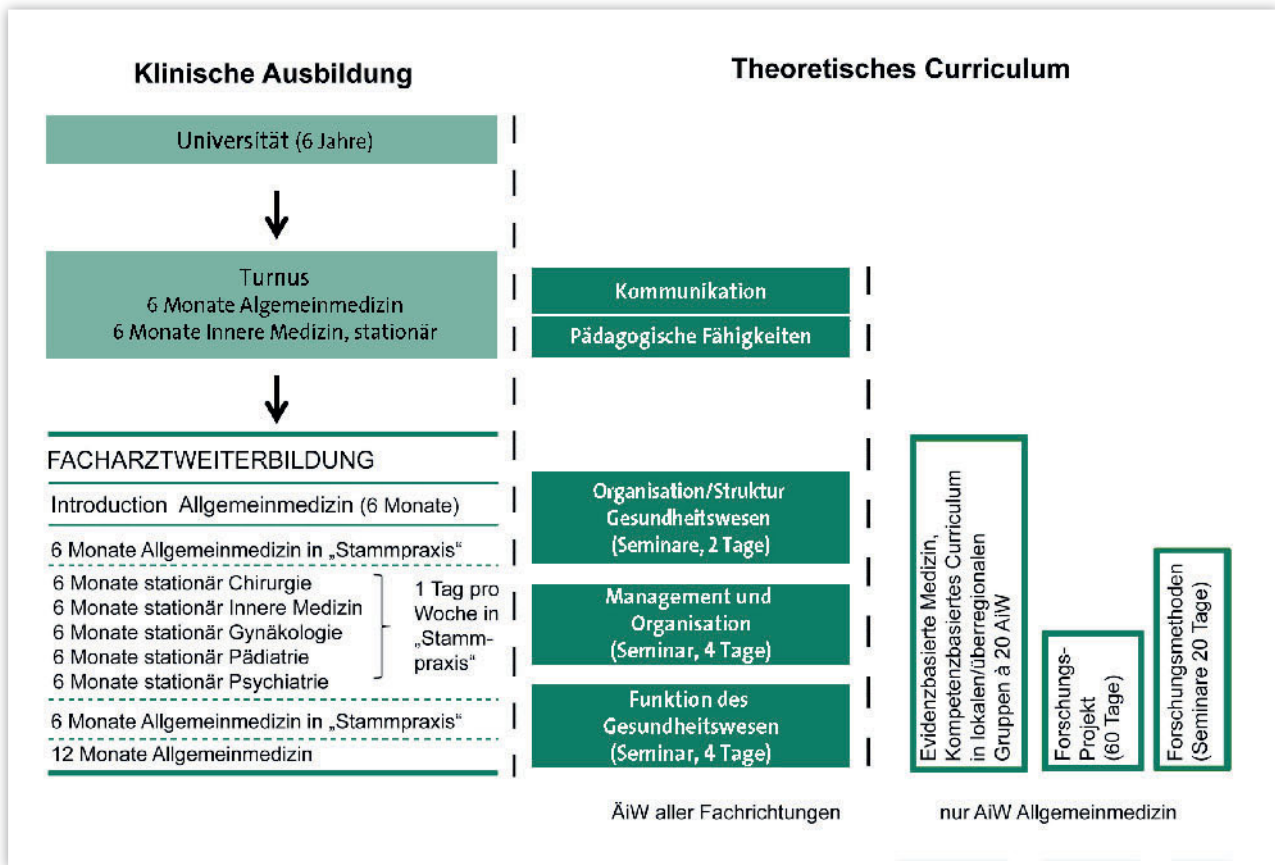 Klinische Ausbildung
Theoretisches Curriculum
Universität (6 Jahre)
Turnus
6 Monate Algemeinmedizin
6 Monate Innere Medizin, stationär
Kommunikation
Pädagogische Fähigkeiten
FACHARZTWEITERBILDUNG
Introduction Allgemeinmedizin (6 Monate)
6 Monate Allgemeinmedizin in „Stammpraxis“
6 Monate stationär Chirurgie
6 Monate stationär Innere Medizin
6 Monate stationär Gynäkologie
6 Monate stationär Pädiatrie
6 Monate stationär Psychiatrie
1 Tag pro
Woche in
„Stamm-
praxis“
6 Monate Allgemeinmedizin in „Stammpraxis“
12 Monate Allgemeinmedizin
Organisation/Struktur
Gesundheitswesen
(Seminare, 2 Tage)
Management und
Organisation
(Seminar, 4 Tage)
Funktion des
Gesundheitswesen
(Seminar, 4 Tage)
Evidenzbasierte Medizin,
Kompetenzbasiertes Curriculum
in lokalen/überregionalen
Gruppen à 20 AiW
Forschungs-
Projekt
(60 Tage)
Forschungsmethoden
(Seminare 20 Tage)
ÄiW aller Fachrichtungen
nur AiW Allgemeinmedizin